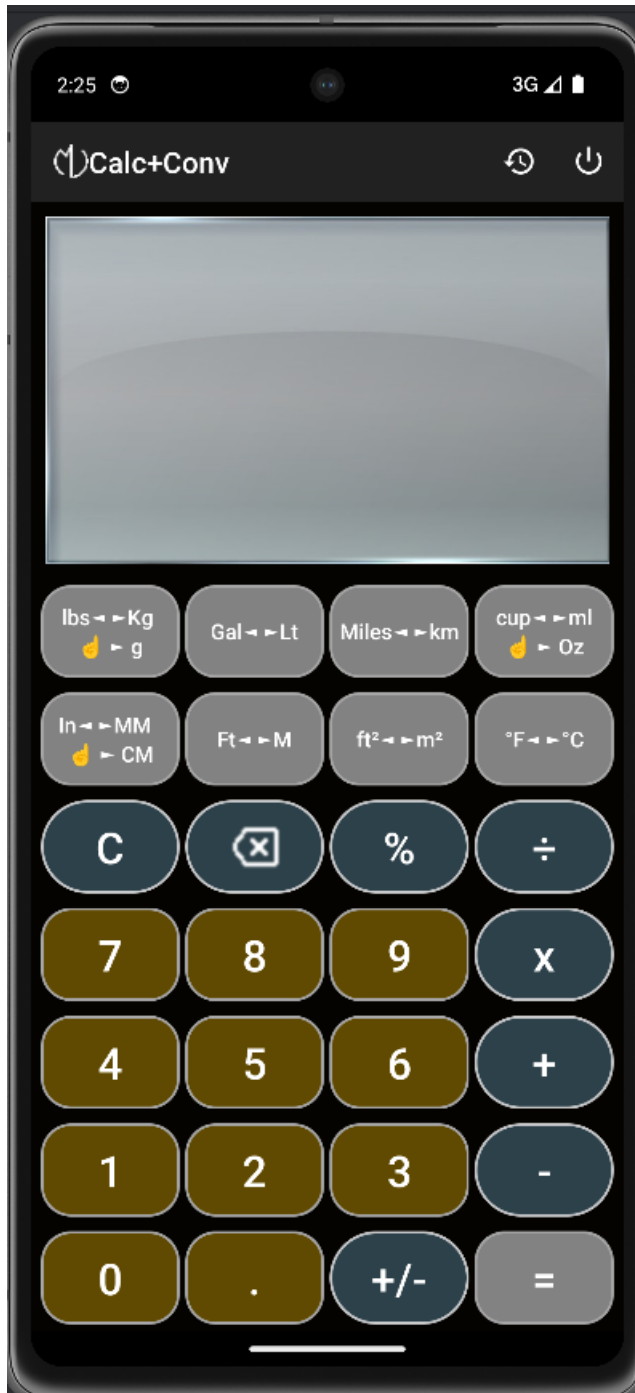 2:25
3G
Calc+Conv
lbs◄ ►Kg
☝ ► g
Gal◄ ►Lt
Miles◄ ►km
cup◄ ►ml
☝ ► Oz
In◄ ►MM
☝ ► CM
Ft◄ ►M
ft²◄ ►m²
°F◄ ►°C
C
%
÷
7
8
9
x
4
5
6
+
1
2
3
-
0
.
+/-
=